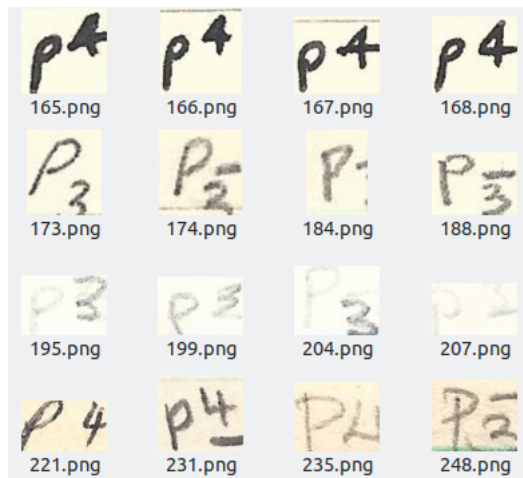 p4 p4 p4 p4
165.png 166.png 167.png 168.png
P3 P2 P P3
173.png 174.png 184.png 188.png
p3 p3 P3 p3
195.png 199.png 204.png 207.png
P4 p4 P4 P2
221.png 231.png 235.png 248.png